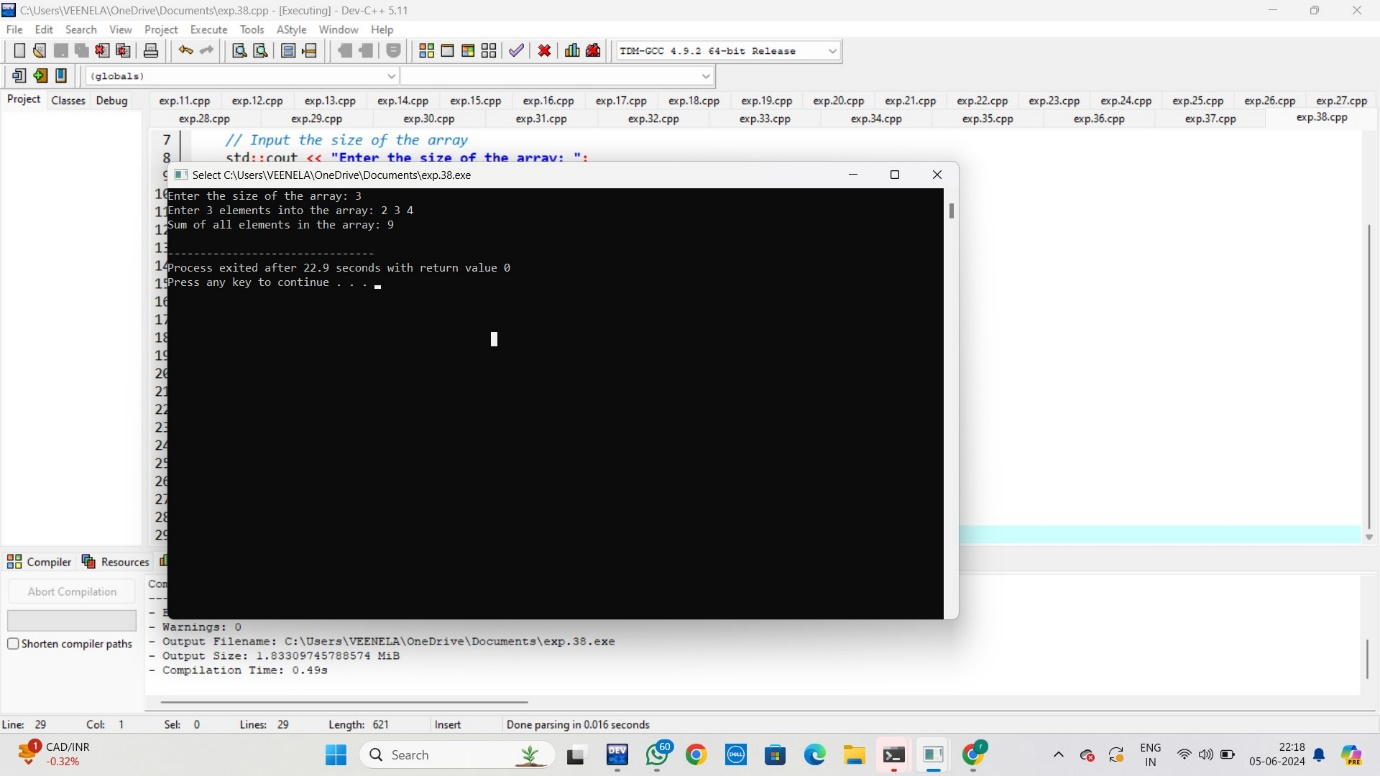 C:\Users\VEENELA\OneDrive\Documents\exp.38.cpp - [Executing] - Dev-C++ 5.11
File Edit Search View Project Execute Tools AStyle Window Help
TDM-GCC 4.9.2 64-bit Release
(globals)
Project Classes Debug
exp.11.cpp exp.12.cpp exp.13.cpp exp.14.cpp exp.15.cpp exp.16.cpp exp.17.cpp exp.18.cpp exp.19.cpp exp.20.cpp exp.21.cpp exp.22.cpp exp.23.cpp exp.24.cpp exp.25.cpp exp.26.cpp exp.27.cpp
exp.28.cpp exp.29.cpp exp.30.cpp exp.31.cpp exp.32.cpp exp.33.cpp exp.34.cpp exp.35.cpp exp.36.cpp exp.37.cpp exp.38.cpp
7 // Input the size of the array
8 std::cout << "Enter the size of the array: ";
Select C:\Users\VEENELA\OneDrive\Documents\exp.38.exe
Enter the size of the array: 3
Enter 3 elements into the array: 2 3 4
Sum of all elements in the array: 9
--------------------------------
Process exited after 22.9 seconds with return value 0
Press any key to continue . . .
Compiler Resources
Abort Compilation
Shorten compiler paths
- Warnings: 0
- Output Filename: C:\Users\VEENELA\OneDrive\Documents\exp.38.exe
- Output Size: 1.83309745788574 MiB
- Compilation Time: 0.49s
Line: 29 Col: 1 Sel: 0 Lines: 29 Length: 621 Insert Done parsing in 0.016 seconds
1 CAD/INR
-0.32%
Search
DEV
60
DELL
ENG
IN
22:18
05-06-2024
PRE